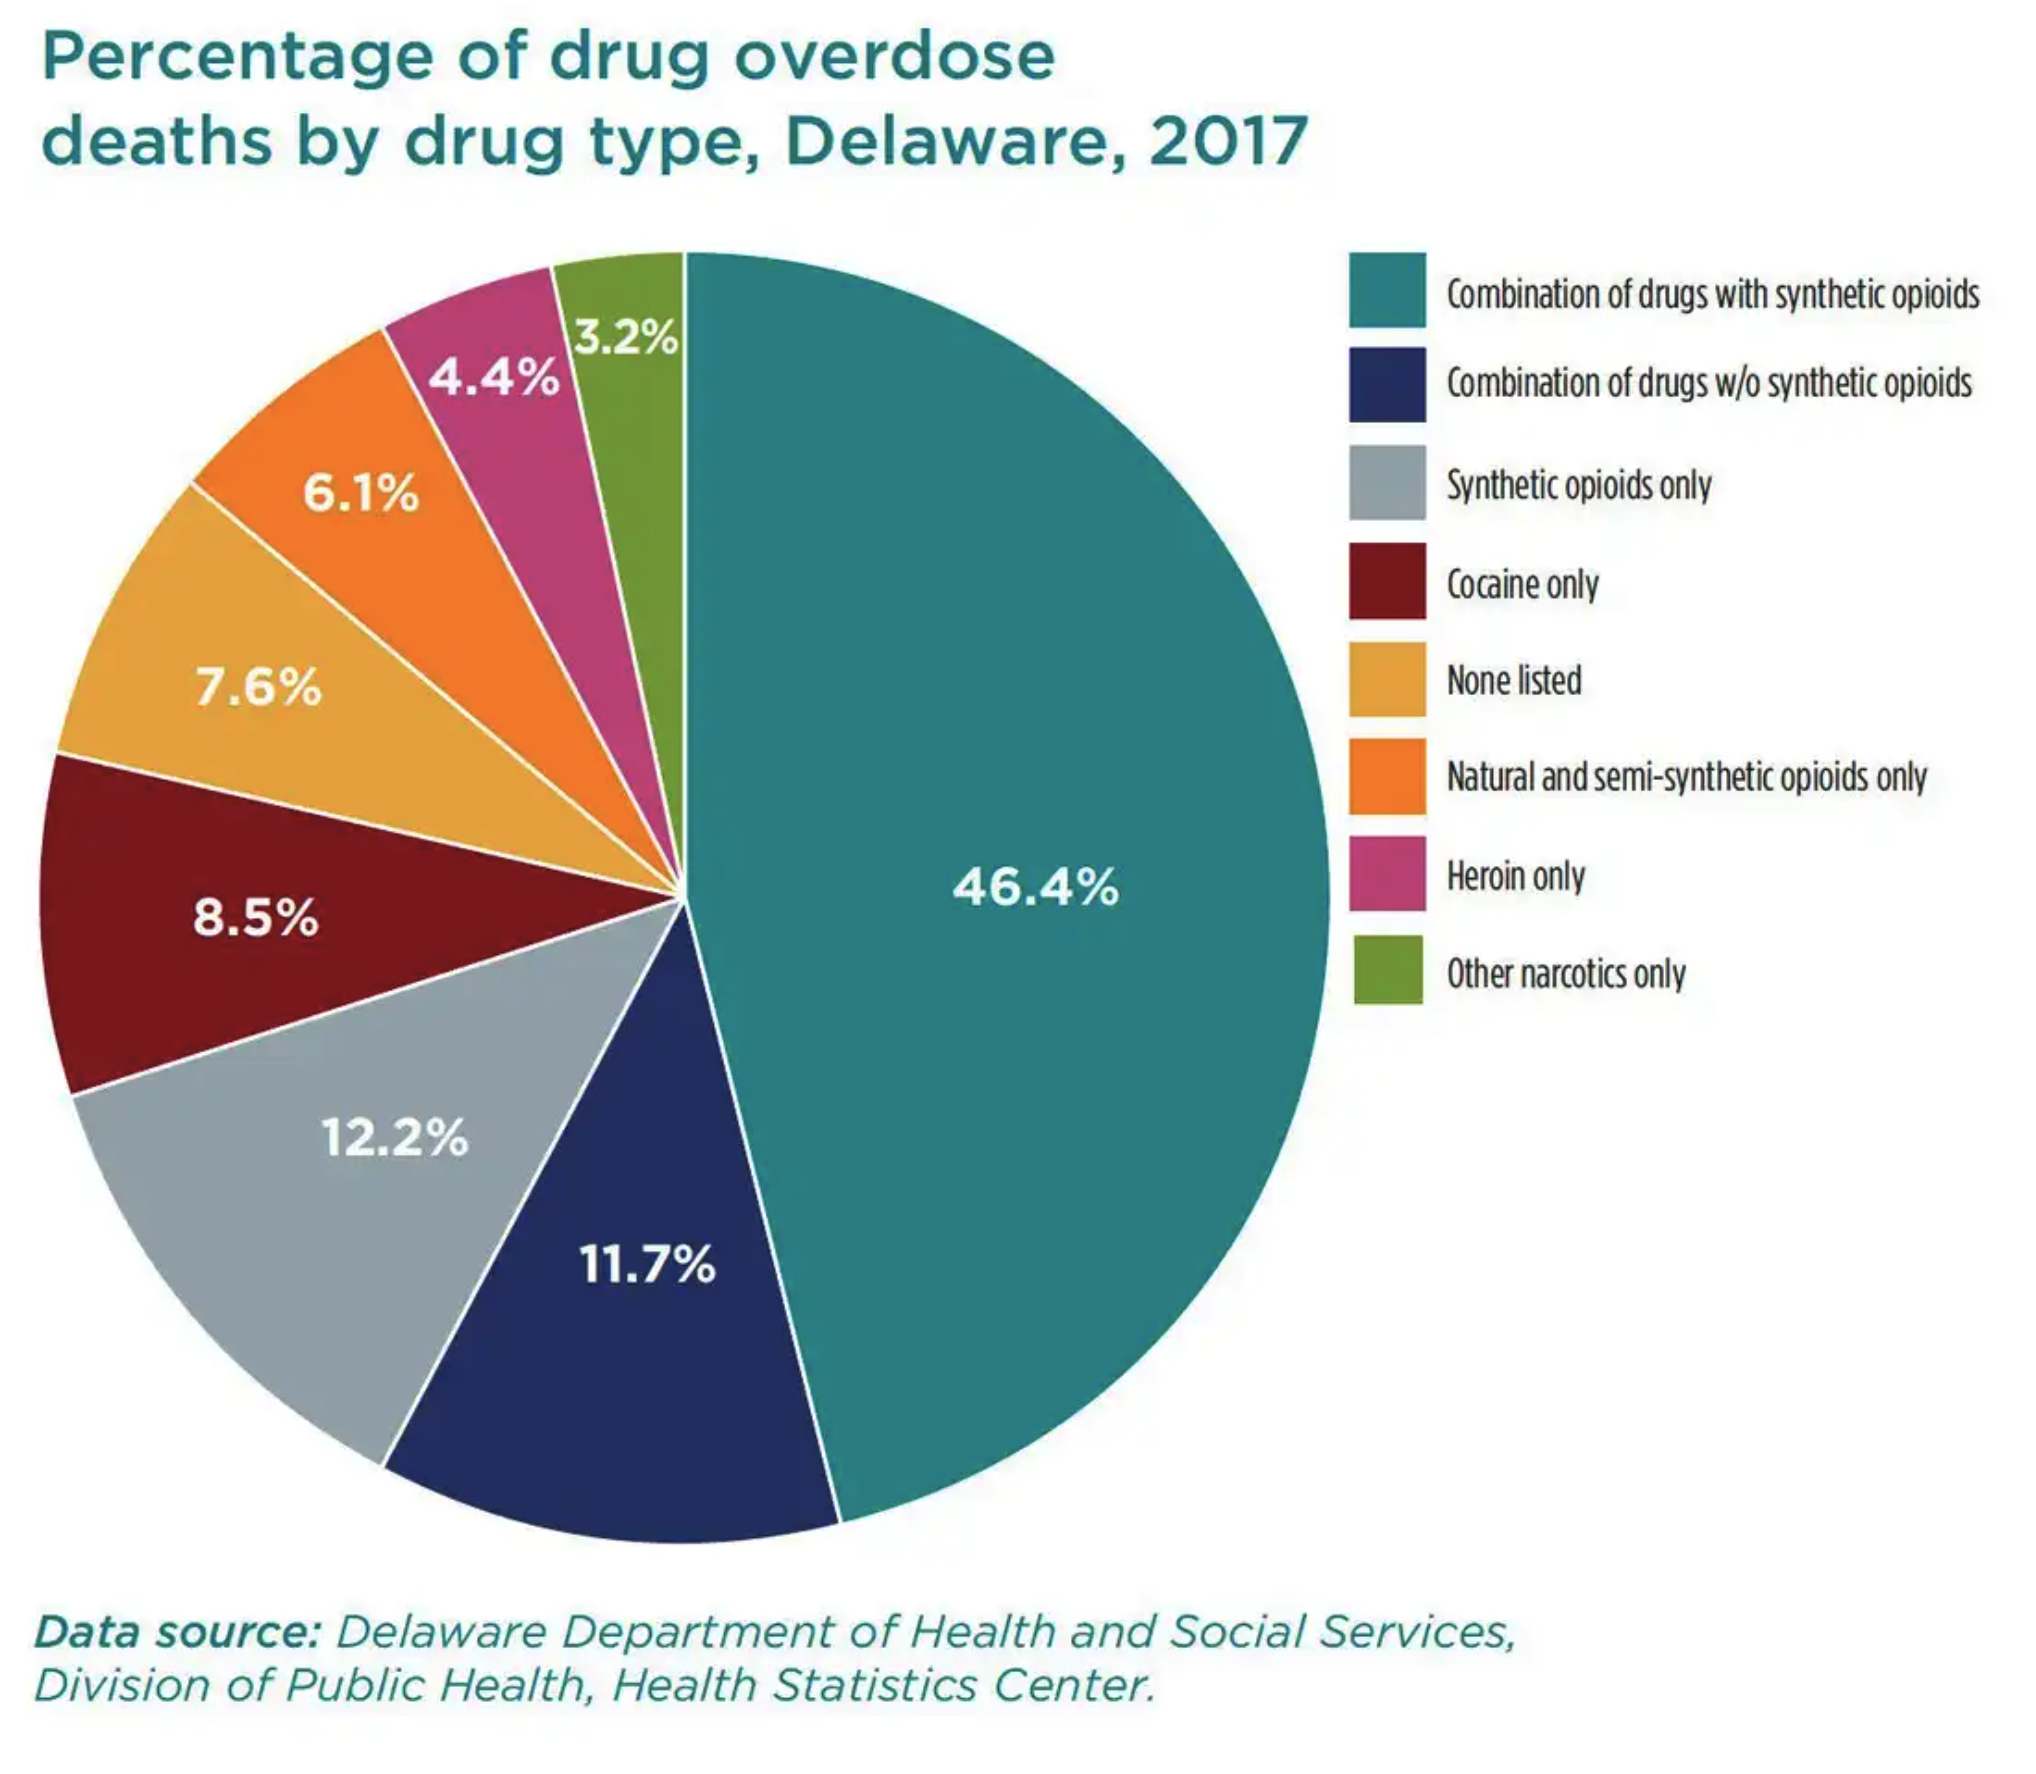 Percentage of drug overdose
deaths by drug type, Delaware, 2017
3.2%
4.4%
6.1%
7.6%
8.5%
12.2%
11.7%
46.4%
Combination of drugs with synthetic opioids
Combination of drugs w/o synthetic opioids
Synthetic opioids only
Cocaine only
None listed
Natural and semi-synthetic opioids only
Heroin only
Other narcotics only
Data source: Delaware Department of Health and Social Services,
Division of Public Health, Health Statistics Center.